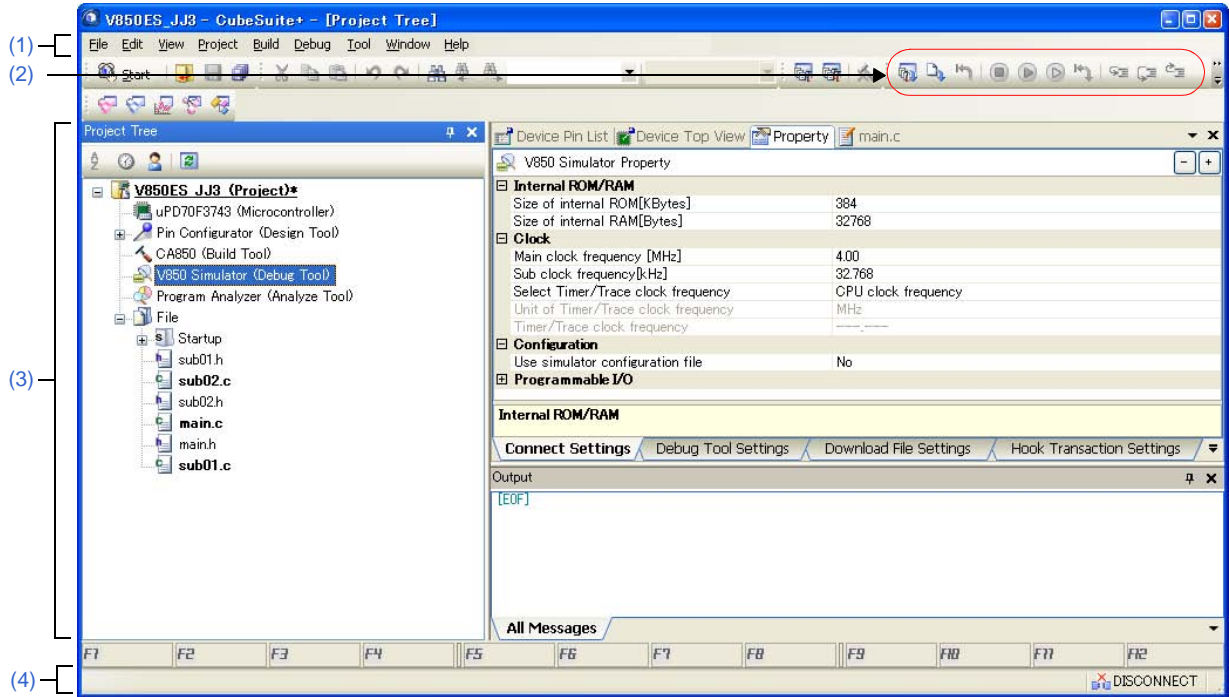 V850ES_JJ3 - CubeSuite+ - [Project Tree]
(1)
File Edit View Project Build Debug Tool Window Help
(2)
Start
(3)
Project Tree
V850ES_JJ3 (Project)*
uPD70F3743 (Microcontroller)
Pin Configurator (Design Tool)
CA850 (Build Tool)
V850 Simulator (Debug Tool)
Program Analyzer (Analyze Tool)
File
Startup
sub01.h
sub02.c
sub02.h
main.c
main.h
sub01.c
Device Pin List Device Top View Property main.c
V850 Simulator Property
Internal ROM/RAM
Size of internal ROM[KBytes] 384
Size of internal RAM[Bytes] 32768
Clock
Main clock frequency [MHz] 4.00
Sub clock frequency[kHz] 32.768
Select Timer/Trace clock frequency CPU clock frequency
Unit of Timer/Trace clock frequency MHz
Timer/Trace clock frequency ----.----
Configuration
Use simulator configuration file No
Programmable I/O
Internal ROM/RAM
Connect Settings Debug Tool Settings Download File Settings Hook Transaction Settings
Output
[EOF]
All Messages
F1 F2 F3 F4 F5 F6 F7 F8 F9 F10 F11 F12
(4)
DISCONNECT